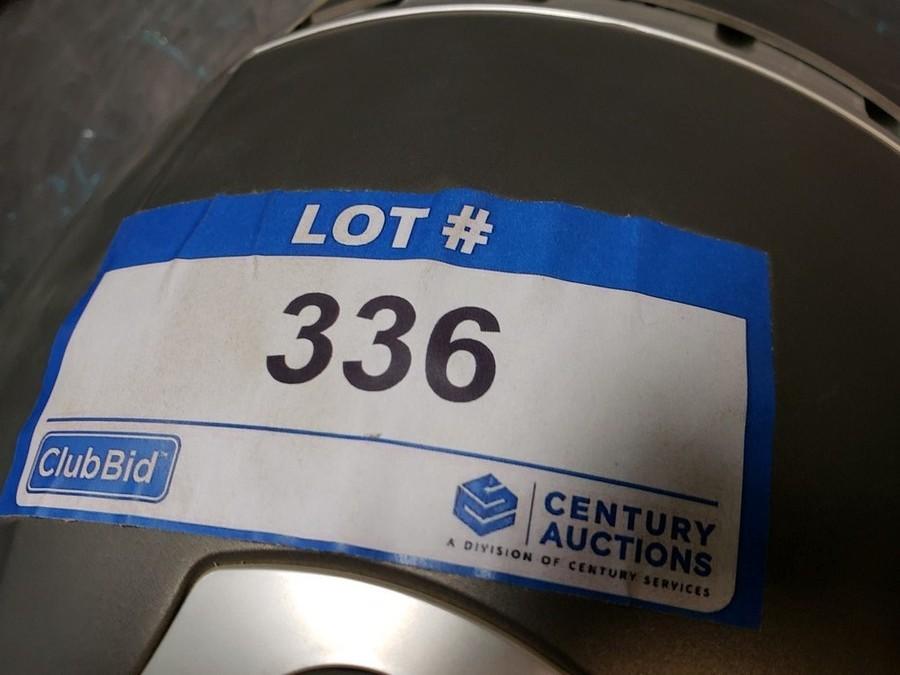 LOT #
336
ClubBid™
CENTURY
AUCTIONS
A DIVISION OF CENTURY SERVICES